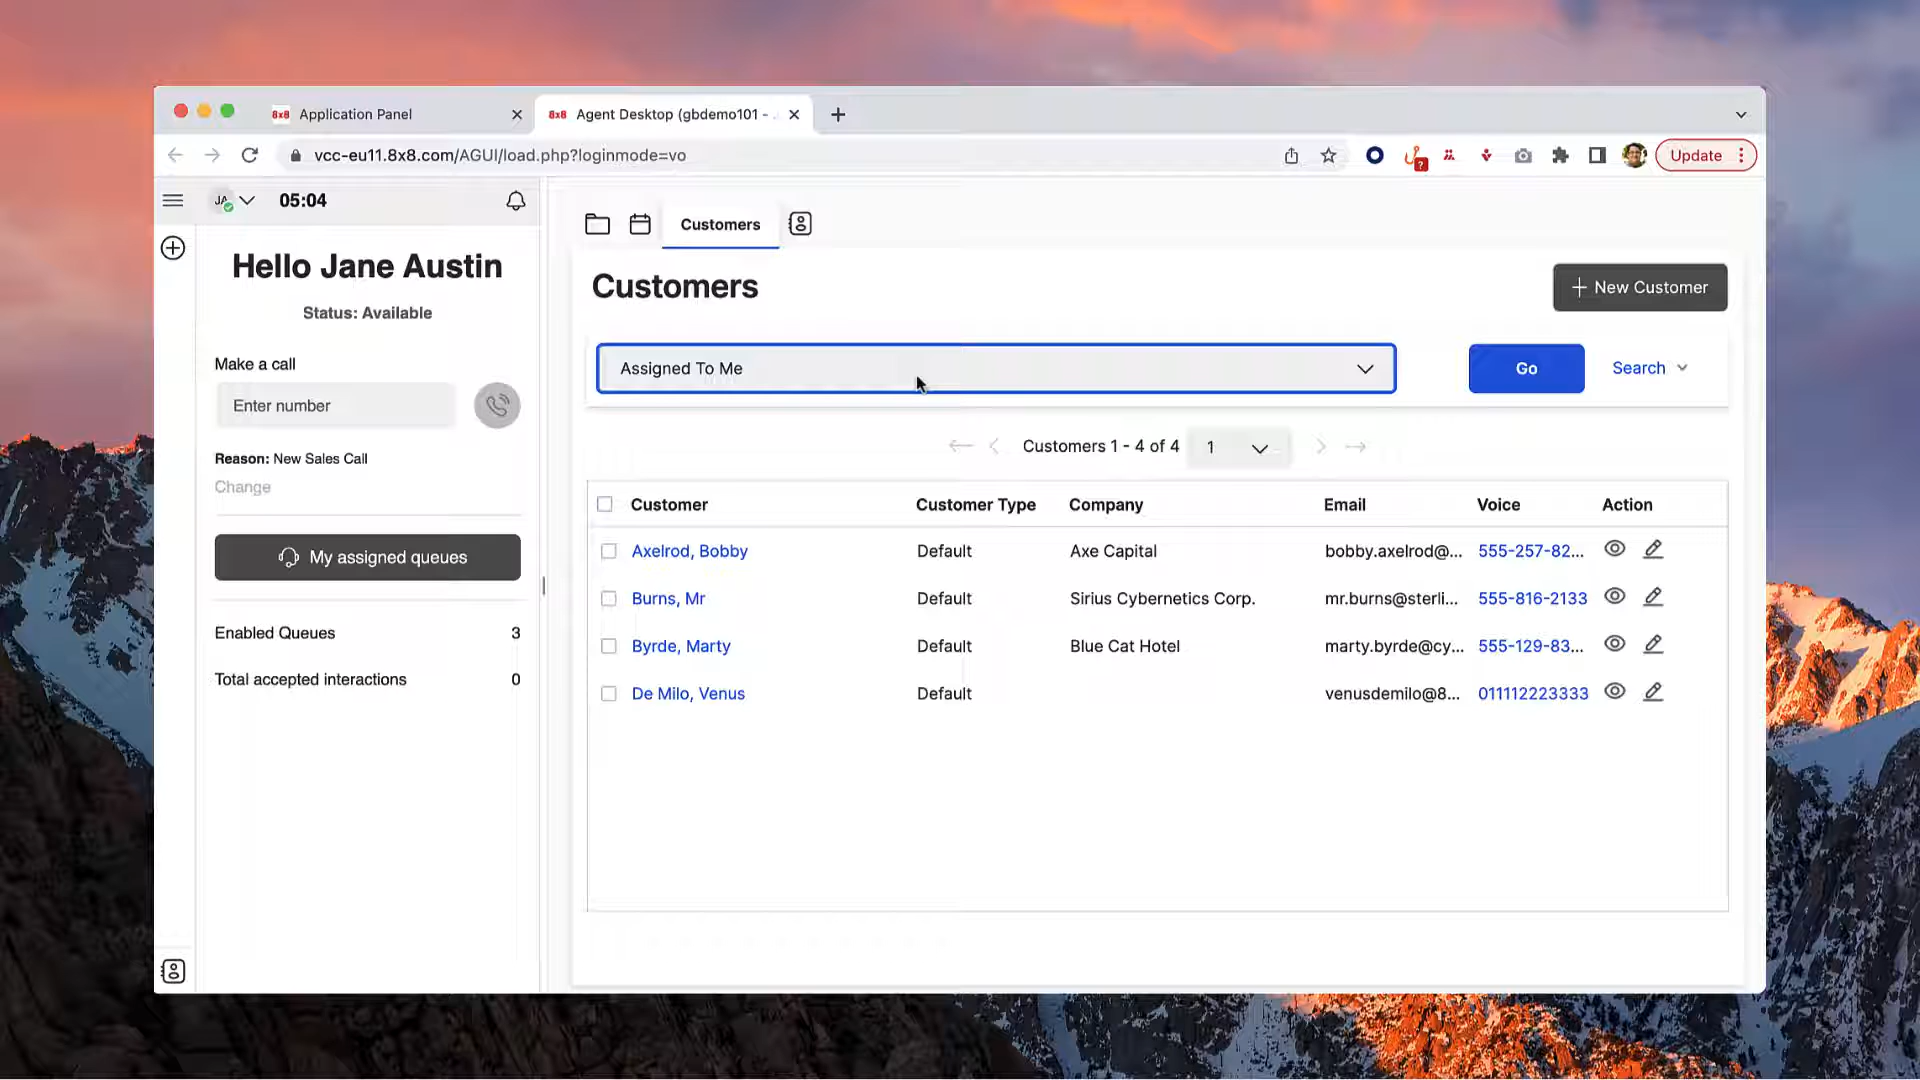 8x8 Application Panel
8x8 Agent Desktop (gbdemo101 -
vcc-eu11.8x8.com/AGUI/load.php?loginmode=vo
Update
JA 05:04
Hello Jane Austin
Status: Available
Make a call
Enter number
Reason: New Sales Call
Change
My assigned queues
Enabled Queues 3
Total accepted interactions 0
Customers
Customers
New Customer
Assigned To Me
Go
Search
Customers 1 - 4 of 4 1
Customer Customer Type Company Email Voice Action
Axelrod, Bobby Default Axe Capital bobby.axelrod@... 555-257-82...
Burns, Mr Default Sirius Cybernetics Corp. mr.burns@sterli... 555-816-2133
Byrde, Marty Default Blue Cat Hotel marty.byrde@cy... 555-129-83...
De Milo, Venus Default venusdemilo@8... 011112223333